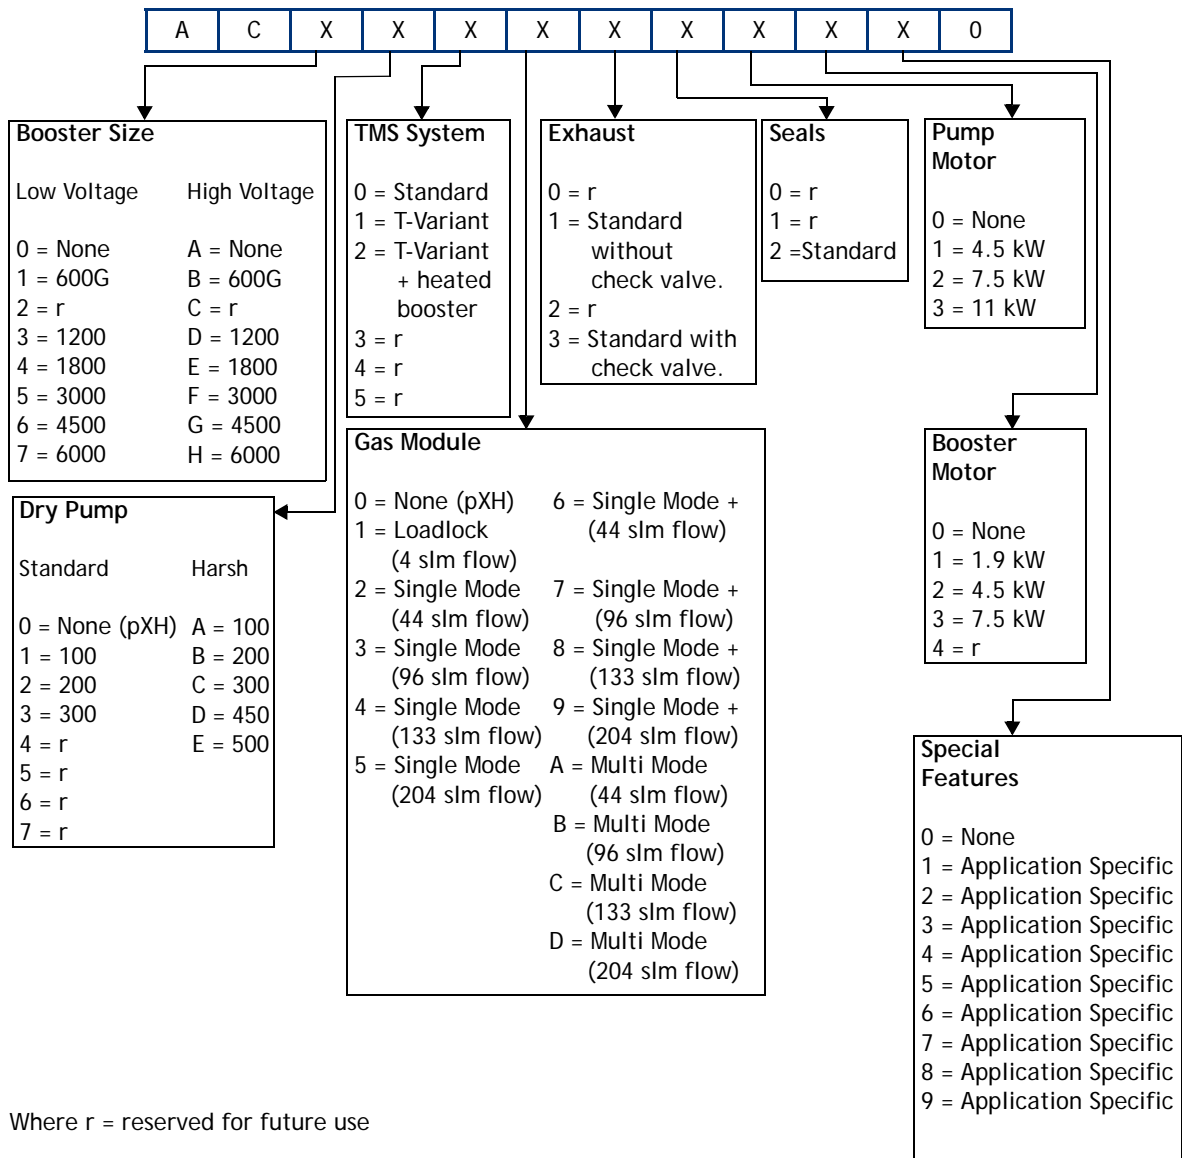 A C X X X X X X X X X 0
Booster Size
Low Voltage High Voltage
0 = None A = None
1 = 600G B = 600G
2 = r C = r
3 = 1200 D = 1200
4 = 1800 E = 1800
5 = 3000 F = 3000
6 = 4500 G = 4500
7 = 6000 H = 6000
TMS System
0 = Standard
1 = T-Variant
2 = T-Variant
+ heated
booster
3 = r
4 = r
5 = r
Exhaust
0 = r
1 = Standard
without
check valve.
2 = r
3 = Standard with
check valve.
Seals
0 = r
1 = r
2 =Standard
Pump
Motor
0 = None
1 = 4.5 kW
2 = 7.5 kW
3 = 11 kW
Dry Pump
Standard Harsh
0 = None (pXH) A = 100
1 = 100 B = 200
2 = 200 C = 300
3 = 300 D = 450
4 = r E = 500
5 = r
6 = r
7 = r
Gas Module
0 = None (pXH) 6 = Single Mode +
1 = Loadlock (44 slm flow)
(4 slm flow)
2 = Single Mode 7 = Single Mode +
(44 slm flow) (96 slm flow)
3 = Single Mode 8 = Single Mode +
(96 slm flow) (133 slm flow)
4 = Single Mode 9 = Single Mode +
(133 slm flow) (204 slm flow)
5 = Single Mode A = Multi Mode
(204 slm flow) (44 slm flow)
B = Multi Mode
(96 slm flow)
C = Multi Mode
(133 slm flow)
D = Multi Mode
(204 slm flow)
Booster
Motor
0 = None
1 = 1.9 kW
2 = 4.5 kW
3 = 7.5 kW
4 = r
Special
Features
0 = None
1 = Application Specific
2 = Application Specific
3 = Application Specific
4 = Application Specific
5 = Application Specific
6 = Application Specific
7 = Application Specific
8 = Application Specific
9 = Application Specific
Where r = reserved for future use